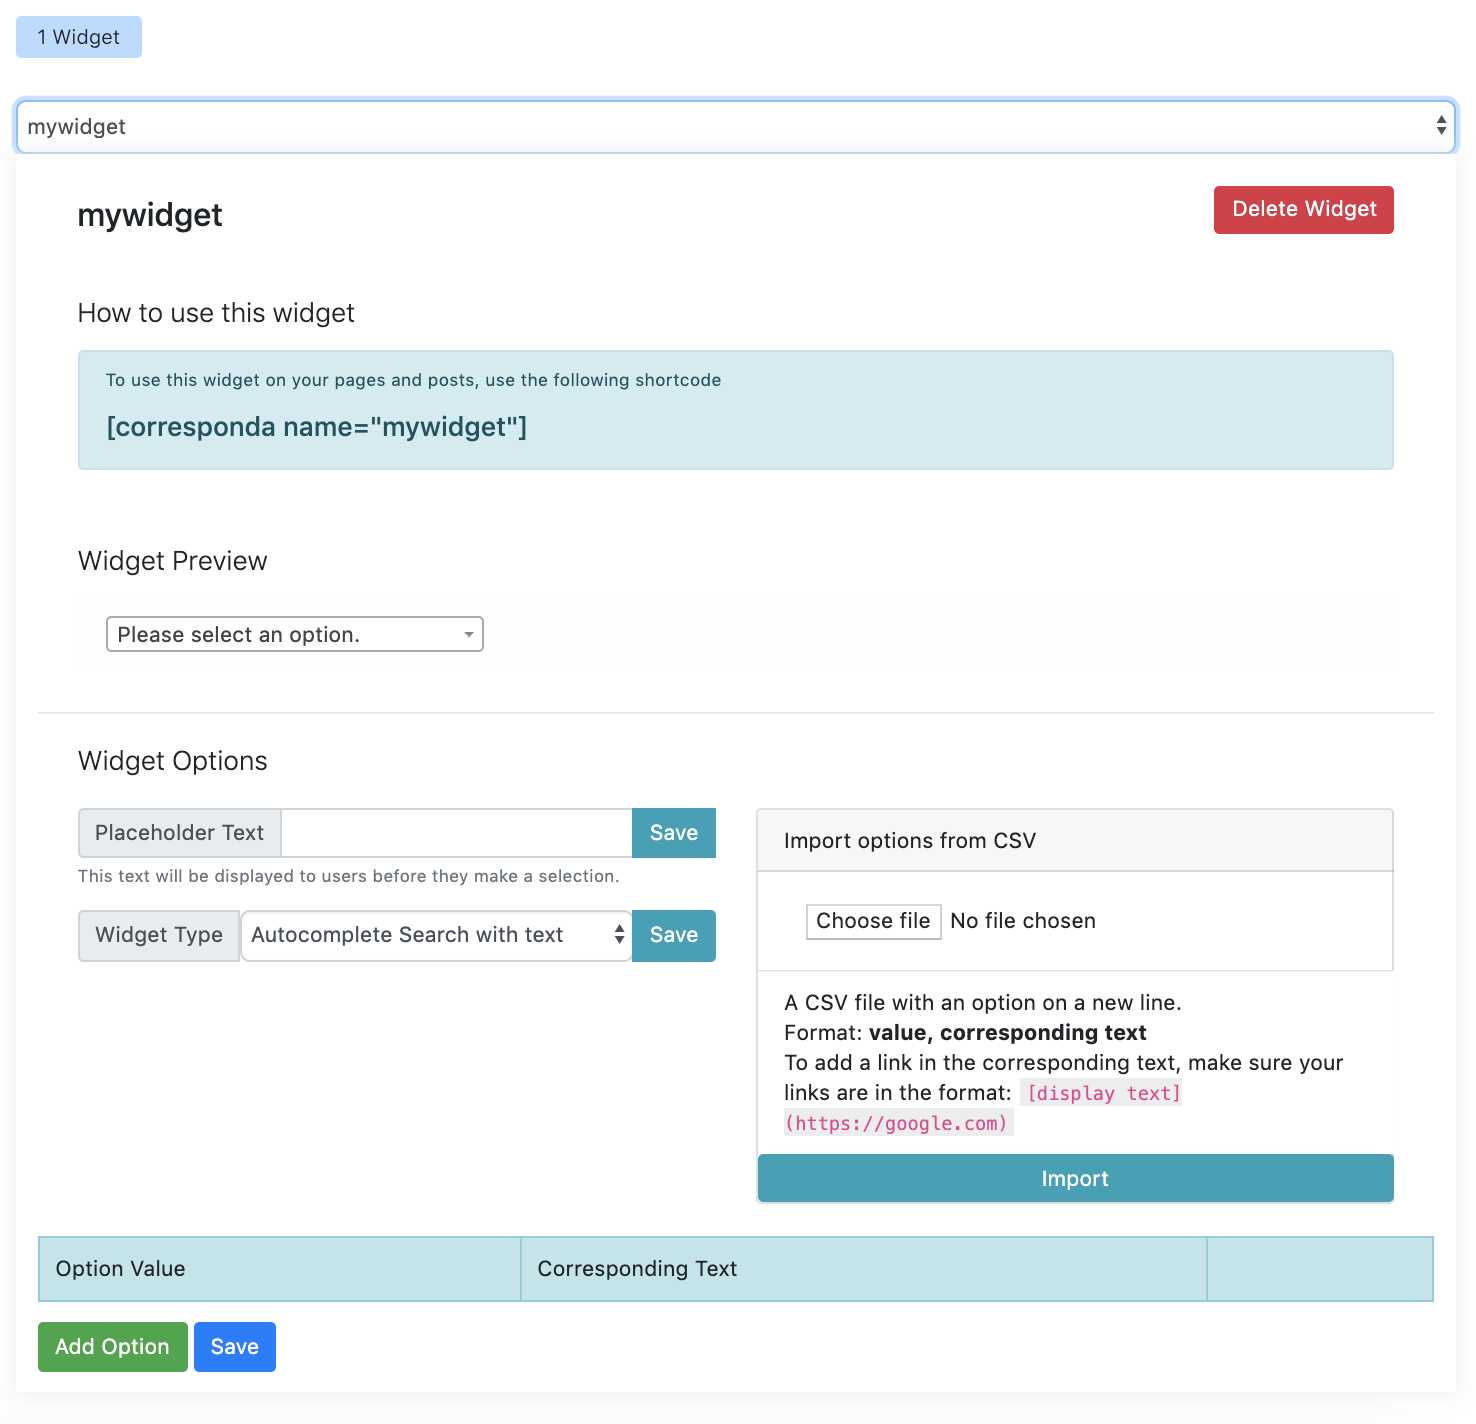 1 Widget
mywidget
mywidget
Delete Widget
How to use this widget
To use this widget on your pages and posts, use the following shortcode
[corresponda name="mywidget"]
Widget Preview
Please select an option.
Widget Options
Placeholder Text
Save
This text will be displayed to users before they make a selection.
Widget Type
Autocomplete Search with text
Save
Import options from CSV
Choose file No file chosen
A CSV file with an option on a new line.
Format: value, corresponding text
To add a link in the corresponding text, make sure your
links are in the format: [display text]
(https://google.com)
Import
Option Value
Corresponding Text
Add Option
Save